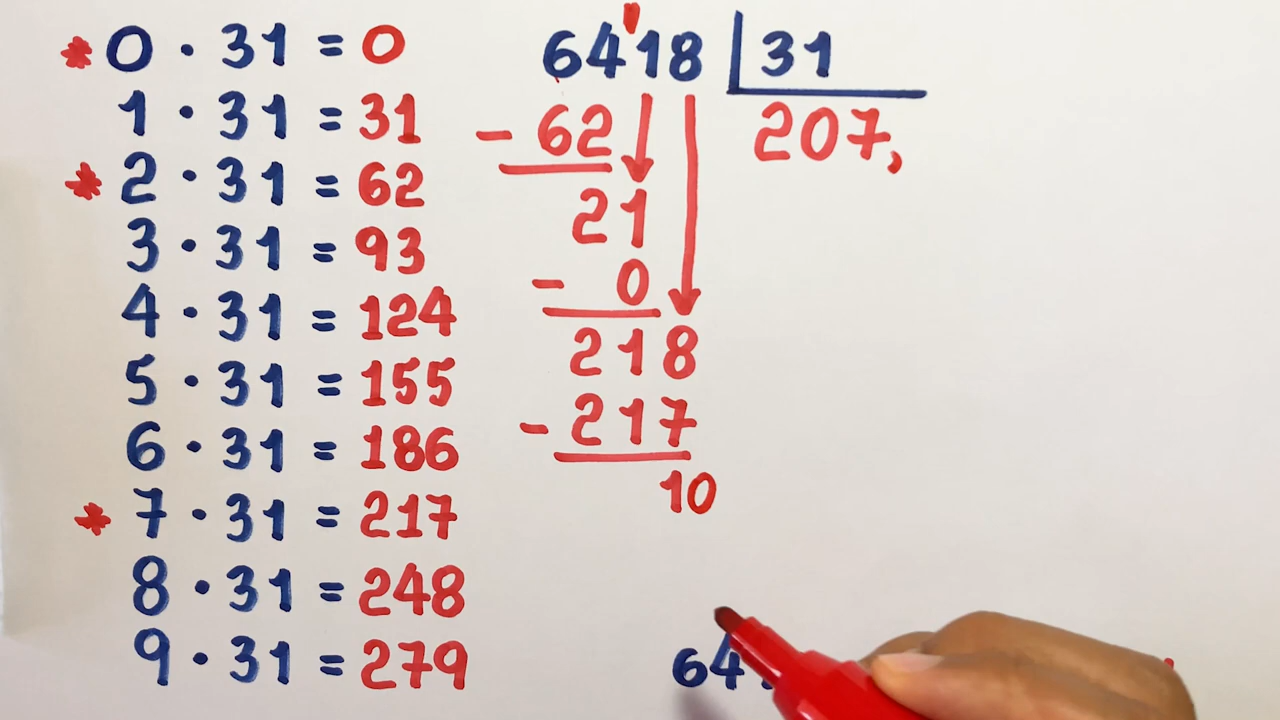 0 · 31 = 0
1 · 31 = 31
2 · 31 = 62
3 · 31 = 93
4 · 31 = 124
5 · 31 = 155
6 · 31 = 186
7 · 31 = 217
8 · 31 = 248
9 · 31 = 279
6418 31
- 62 207,
21
- 0
218
- 217
10
64